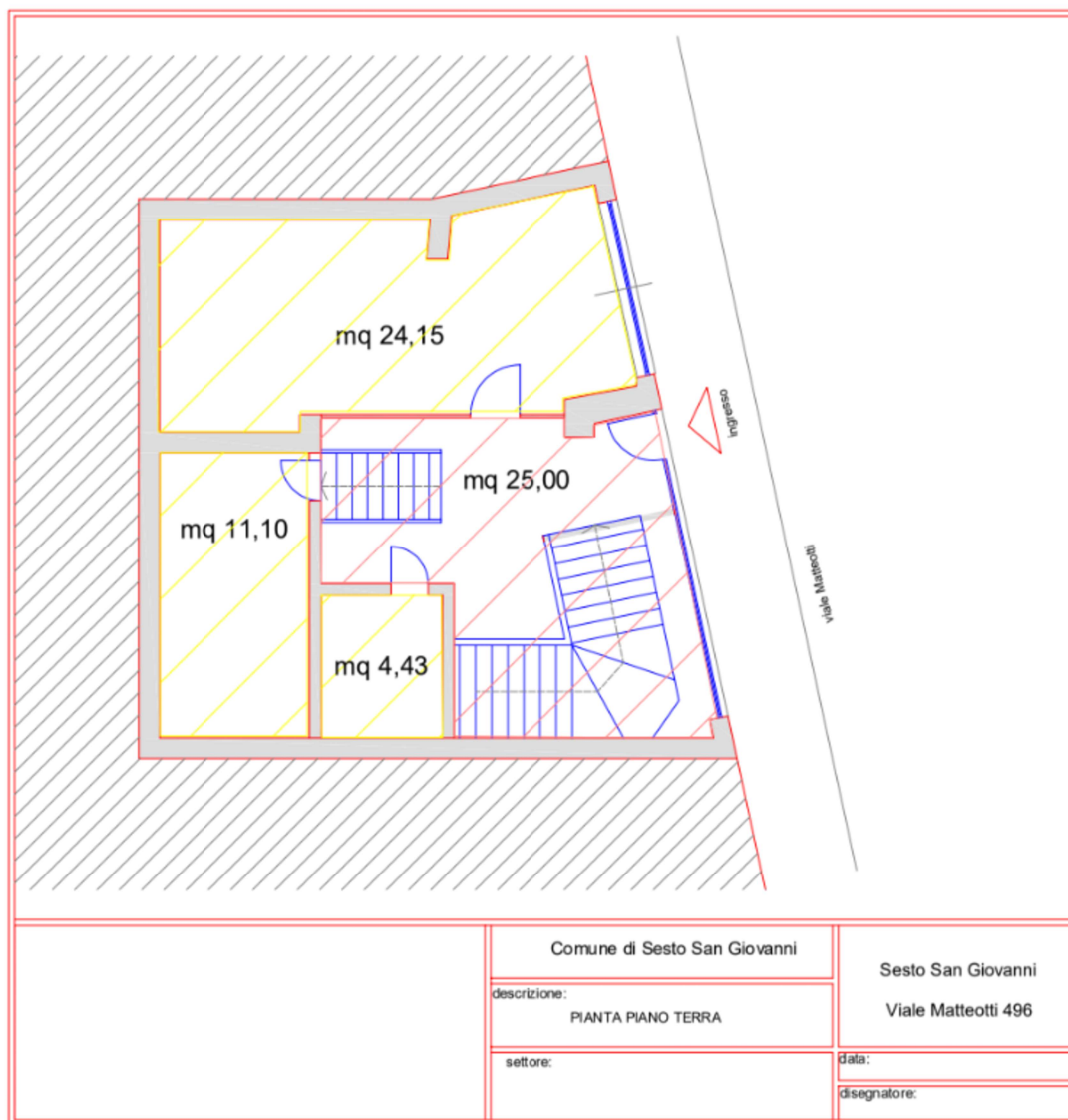 mq 24,15
ingresso
mq 25,00
mq 11,10
viale Matteotti
mq 4,43
Comune di Sesto San Giovanni
descrizione:
PIANTA PIANO TERRA
settore:
Sesto San Giovanni
Viale Matteotti 496
data:
disegnatore: